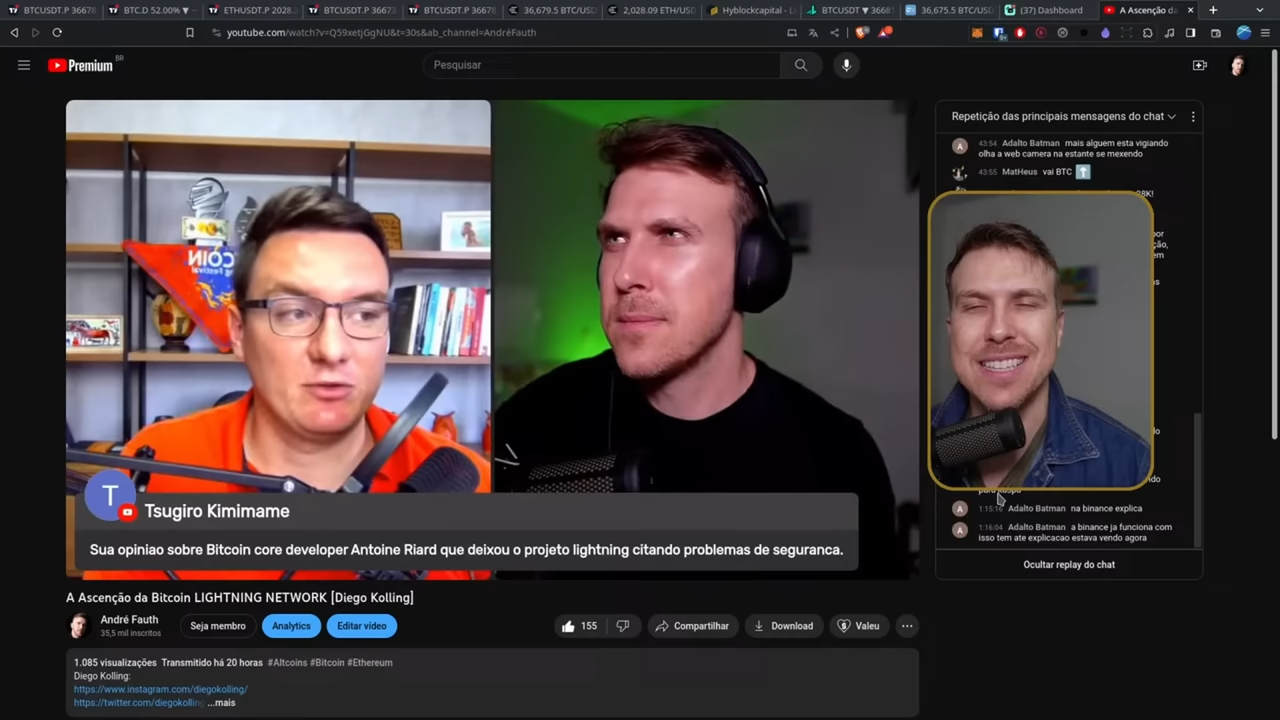 BTCUSDT.P 36678
BTC.D 52.00% ▼
ETHUSDT.P 2028.
BTCUSDT.P 36673
BTCUSDT.P 36678
36,679.5 BTC/USD
2,028.09 ETH/USD
Hyblockcapital - L
BTCUSDT ▼ 3668
36,675.5 BTC/USD
(37) Dashboard
A Ascenção da
youtube.com/watch?v=Q59xetjGgNU&t=30s&ab_channel=AndréFauth
Premium BR
Pesquisar
COIN
Tsugiro Kimimame
T
Sua opiniao sobre Bitcoin core developer Antoine Riard que deixou o projeto lightning citando problemas de seguranca.
Repetição das principais mensagens do chat
A 43:54 Adalto Batman mais alguem esta vigiando
olha a web camera na estante se mexendo
43:55 MatHeus vai BTC
A 1:15:16 Adalto Batman na binance explica
A 1:16:04 Adalto Batman a binance ja funciona com
isso tem ate explicacao estava vendo agora
Ocultar replay do chat
A Ascenção da Bitcoin LIGHTNING NETWORK [Diego Kolling]
André Fauth
35,5 mil inscritos
Seja membro
Analytics
Editar vídeo
155
Compartilhar
Download
Valeu
1.085 visualizações Transmitido há 20 horas #Altcoins #Bitcoin #Ethereum
Diego Kolling:
https://www.instagram.com/diegokolling/
https://twitter.com/diegokolling ...mais